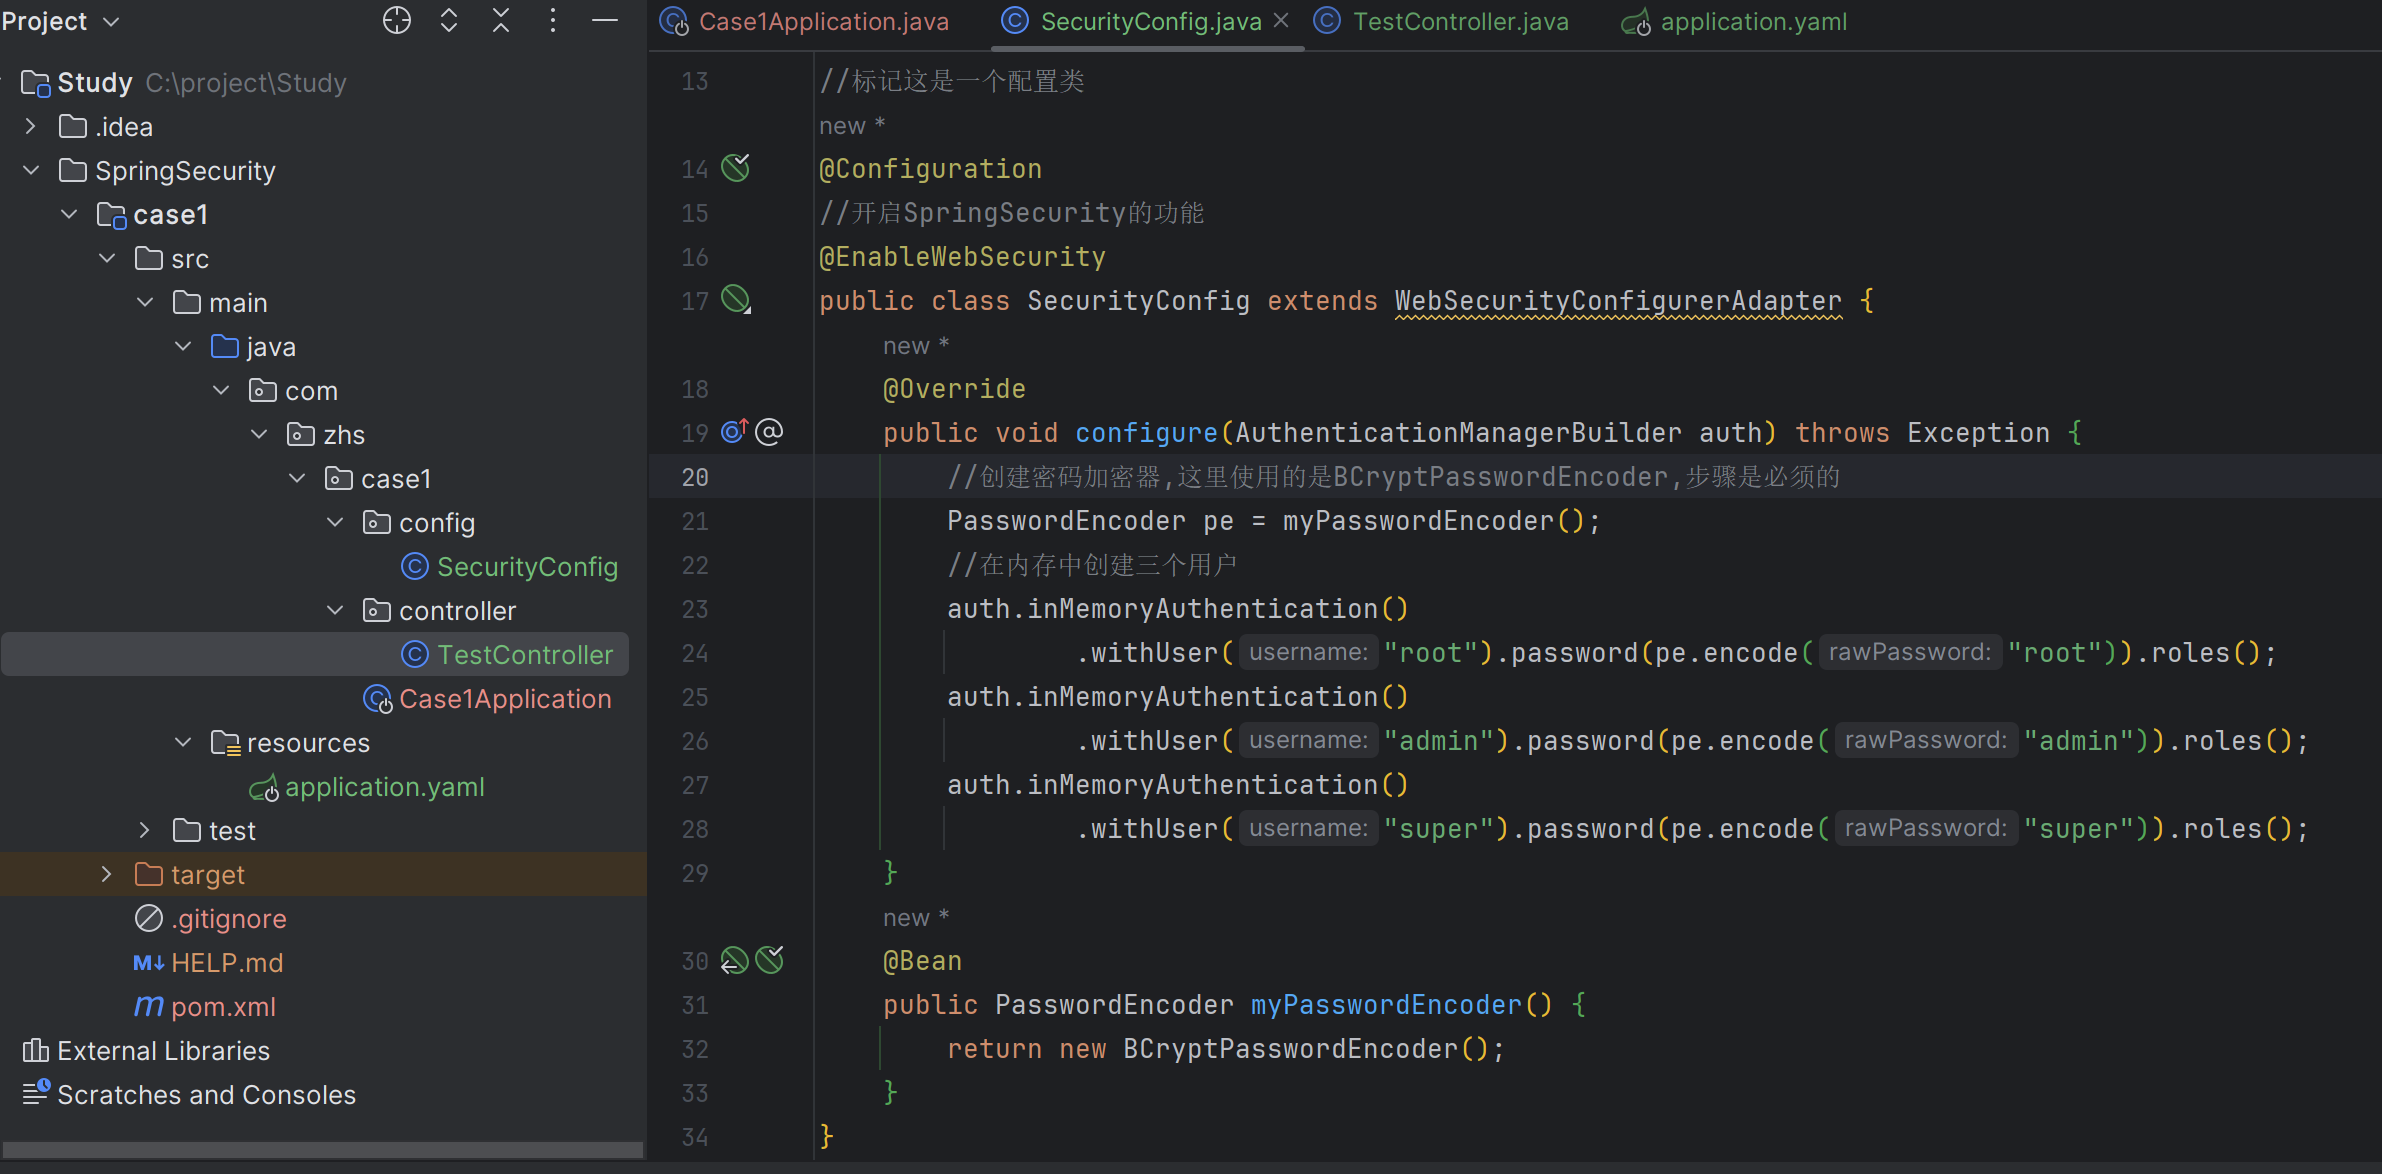 Project
Study C:\project\Study
.idea
SpringSecurity
case1
src
main
java
com
zhs
case1
config
SecurityConfig
controller
TestController
Case1Application
resources
application.yaml
test
target
.gitignore
M↓ HELP.md
m pom.xml
External Libraries
Scratches and Consoles
Case1Application.java SecurityConfig.java TestController.java application.yaml
13 //标记这是一个配置类
new *
14 @Configuration
15 //开启SpringSecurity的功能
16 @EnableWebSecurity
17 public class SecurityConfig extends WebSecurityConfigurerAdapter {
new *
18 @Override
19 public void configure(AuthenticationManagerBuilder auth) throws Exception {
20 //创建密码加密器,这里使用的是BCryptPasswordEncoder,步骤是必须的
21 PasswordEncoder pe = myPasswordEncoder();
22 //在内存中创建三个用户
23 auth.inMemoryAuthentication()
24 .withUser( username: "root").password(pe.encode( rawPassword: "root")).roles();
25 auth.inMemoryAuthentication()
26 .withUser( username: "admin").password(pe.encode( rawPassword: "admin")).roles();
27 auth.inMemoryAuthentication()
28 .withUser( username: "super").password(pe.encode( rawPassword: "super")).roles();
29 }
new *
30 @Bean
31 public PasswordEncoder myPasswordEncoder() {
32 return new BCryptPasswordEncoder();
33 }
34 }